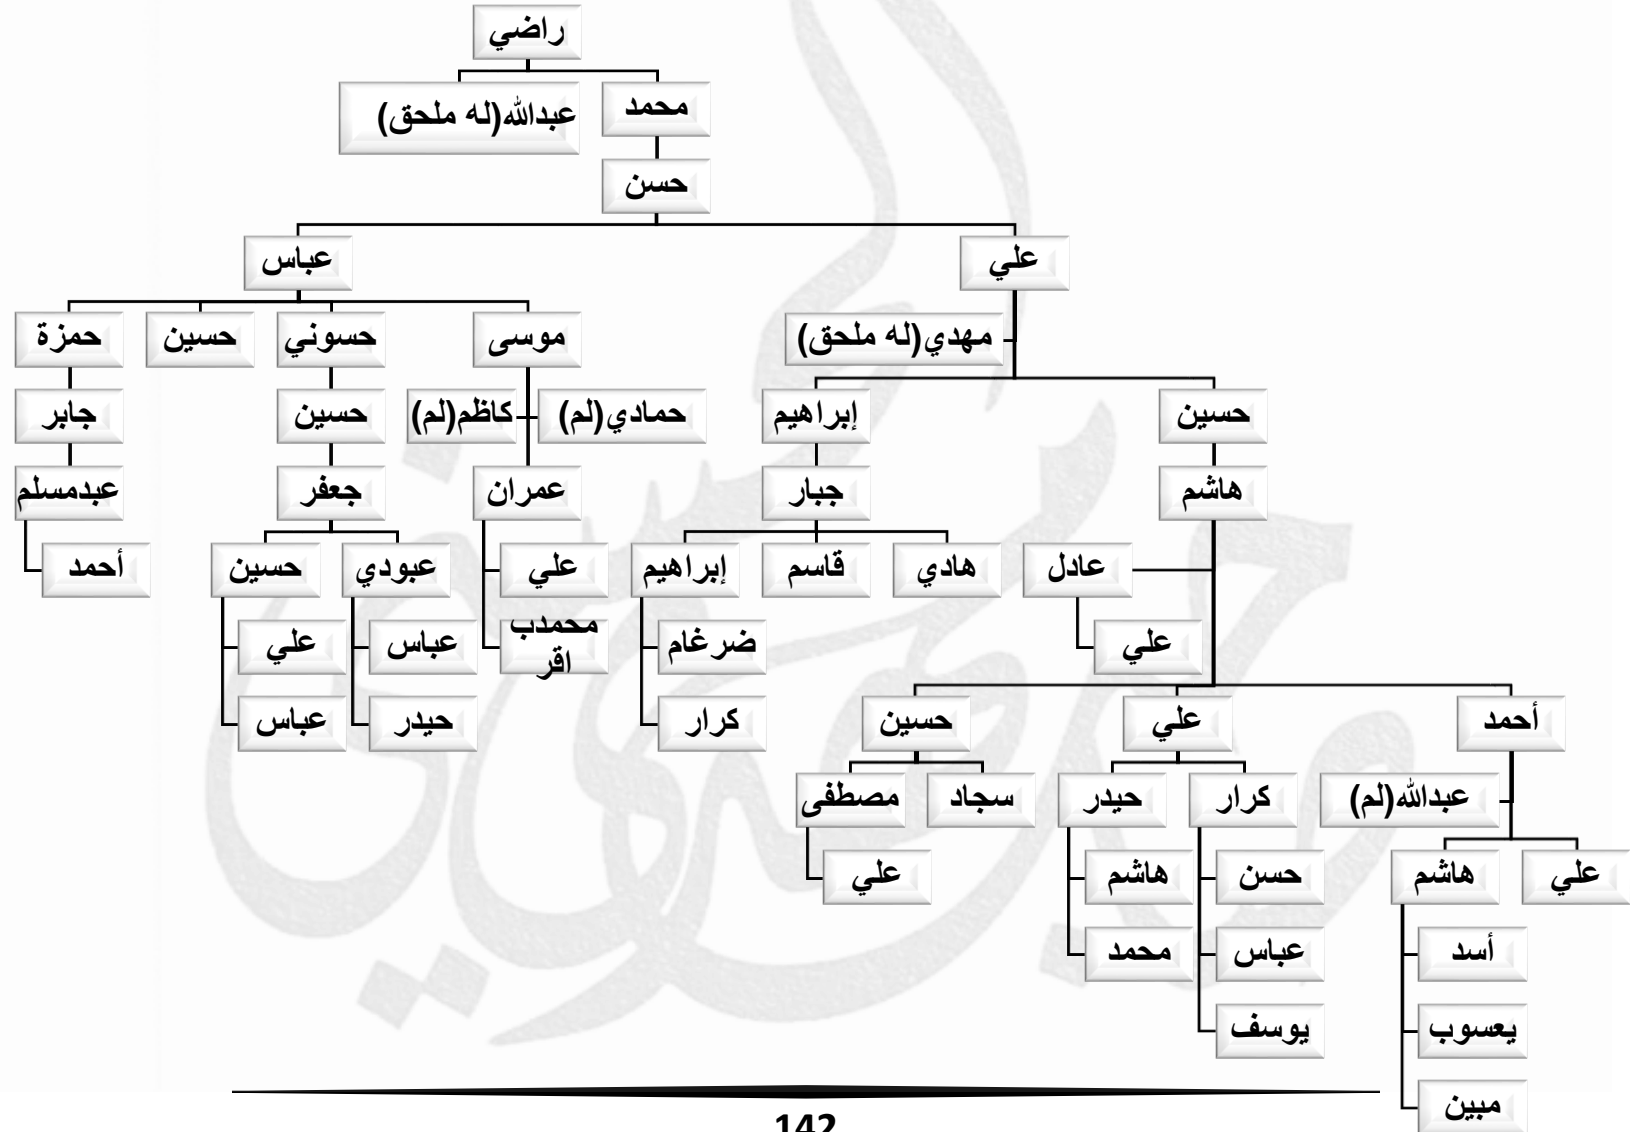 راضي
محمد
عبدالله(له ملحق)
حسن
علي
عباس
مهدي(له ملحق)
موسى
حسوني
حسين
حمزة
حسين
إبراهيم
حمادي(لم)
كاظم(لم)
حسين
جابر
هاشم
جبار
عمران
جعفر
عبدمسلم
عادل
هادي
قاسم
إبراهيم
علي
عبودي
حسين
أحمد
علي
ضرغام
محمدب
اقر
عباس
علي
أحمد
علي
حسين
كرار
حيدر
عباس
عبدالله(لم)
كرار
حيدر
سجاد
مصطفى
علي
هاشم
حسن
هاشم
علي
أسد
عباس
محمد
يعسوب
يوسف
مبين
142